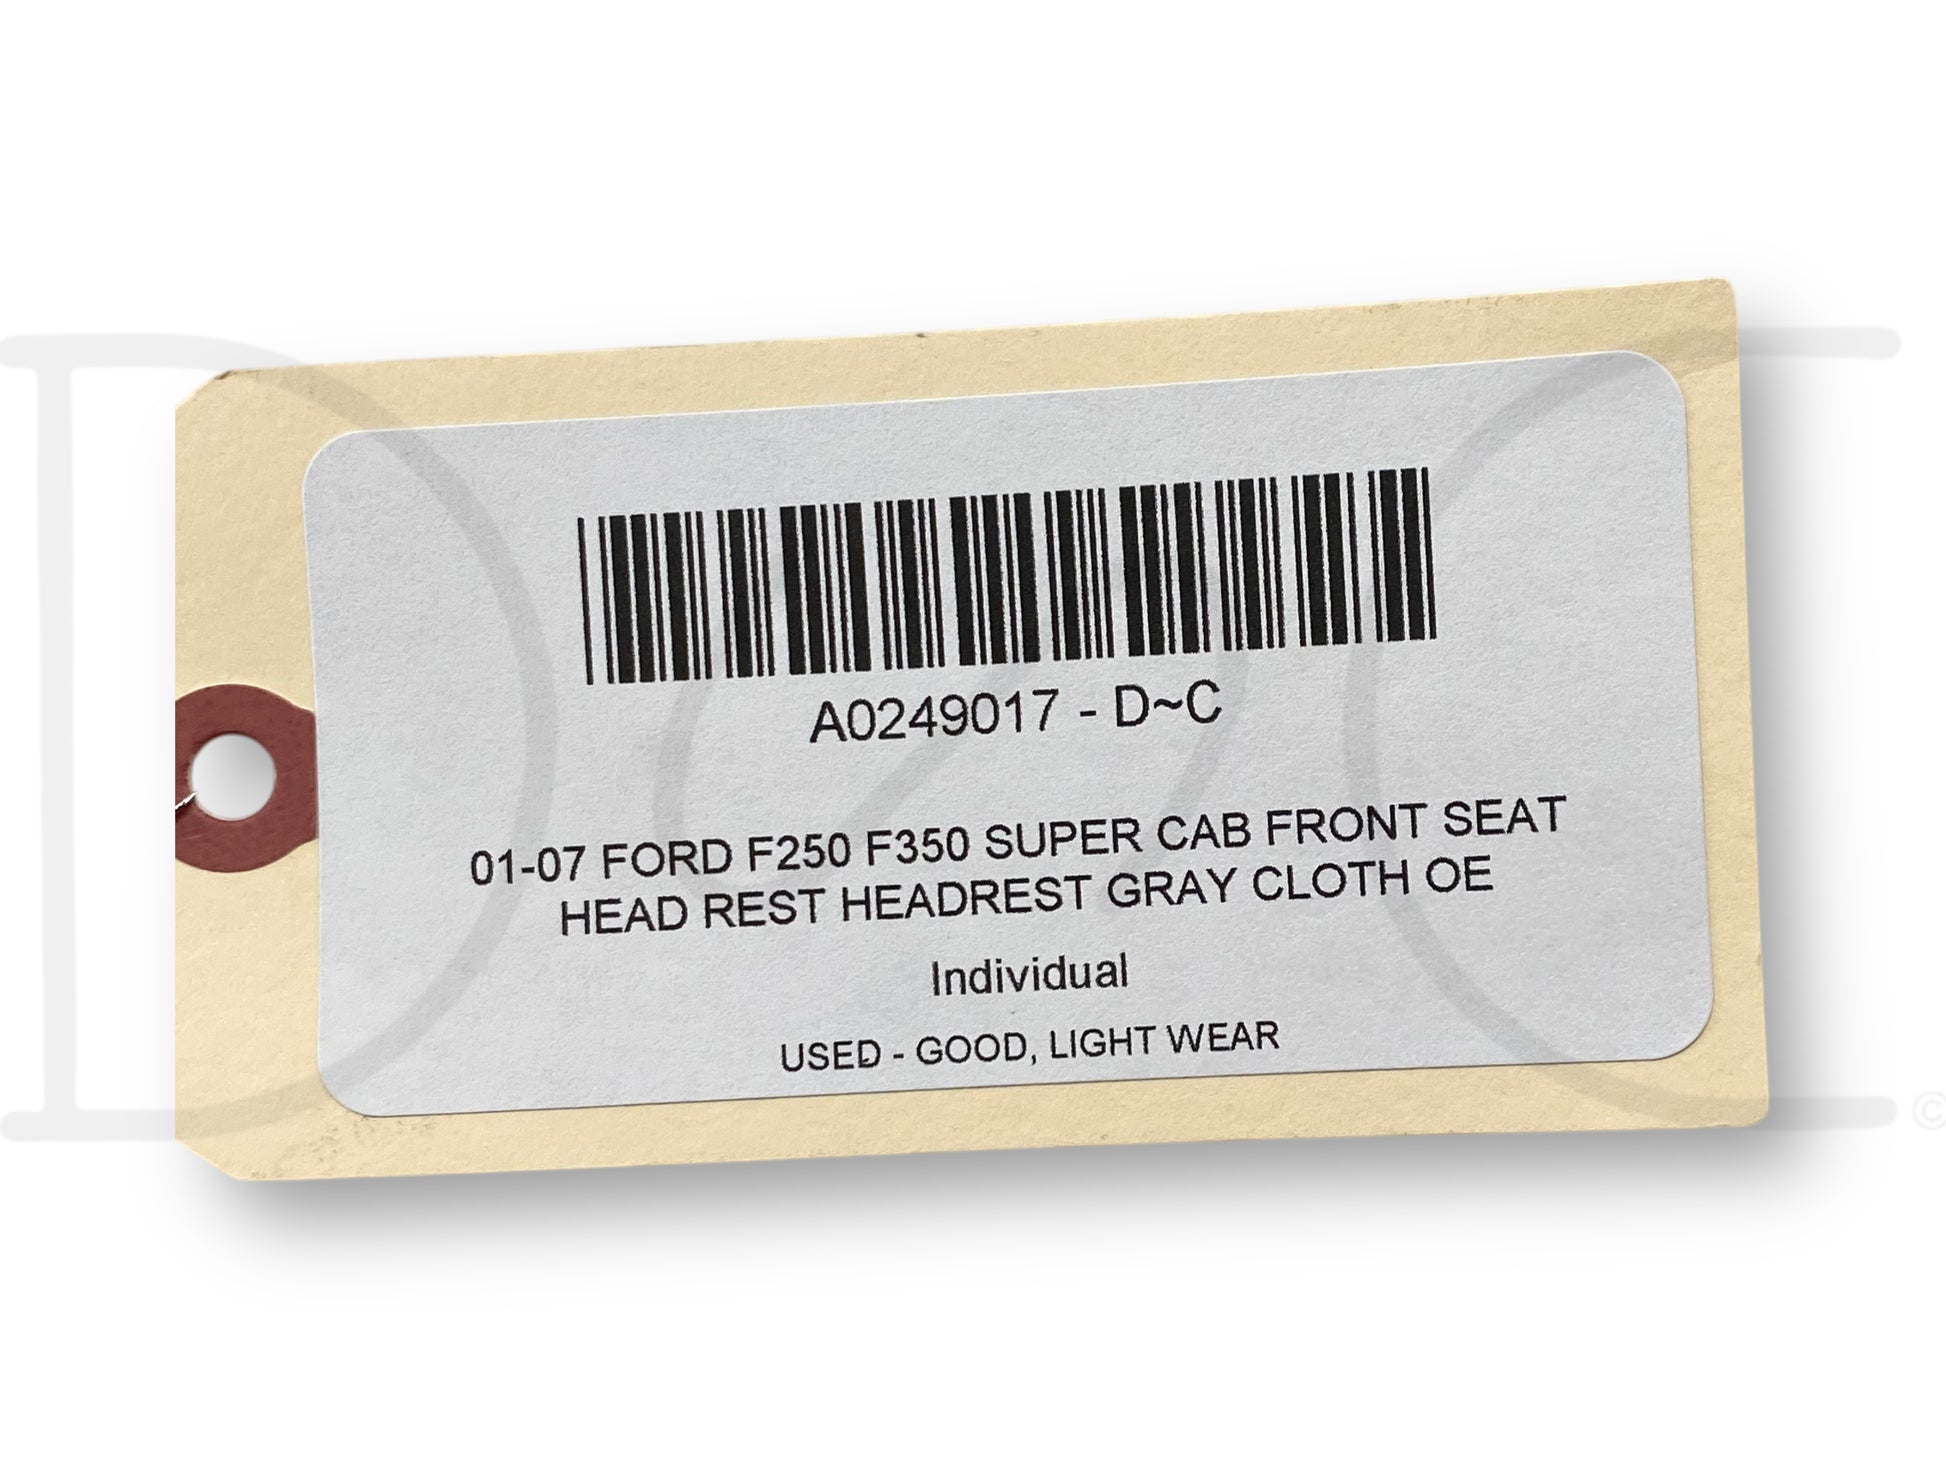 A0249017 - D~C
01-07 FORD F250 F350 SUPER CAB FRONT SEAT
HEAD REST HEADREST GRAY CLOTH OE
Individual
USED - GOOD, LIGHT WEAR
©